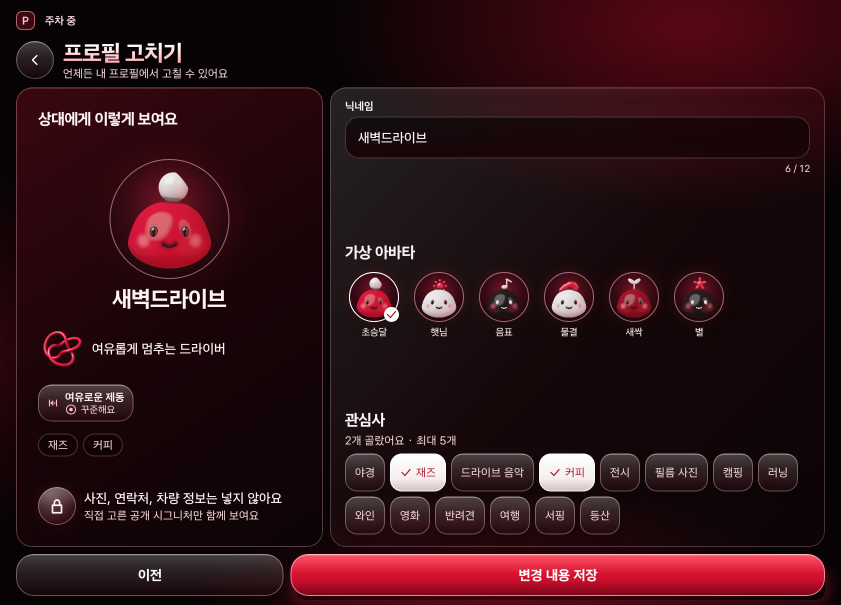 P 주차 중
프로필 고치기
언제든 내 프로필에서 고칠 수 있어요
상대에게 이렇게 보여요
새벽드라이브
여유롭게 멈추는 드라이버
여유로운 제동
꾸준해요
재즈 커피
사진, 연락처, 차량 정보는 넣지 않아요
직접 고른 공개 시그니처만 함께 보여요
닉네임
새벽드라이브
6 / 12
가상 아바타
초승달 햇님 음표 물결 새싹 별
관심사
2개 골랐어요 · 최대 5개
야경 재즈 드라이브 음악 커피 전시 필름 사진 캠핑 러닝
와인 영화 반려견 여행 서핑 등산
이전 변경 내용 저장